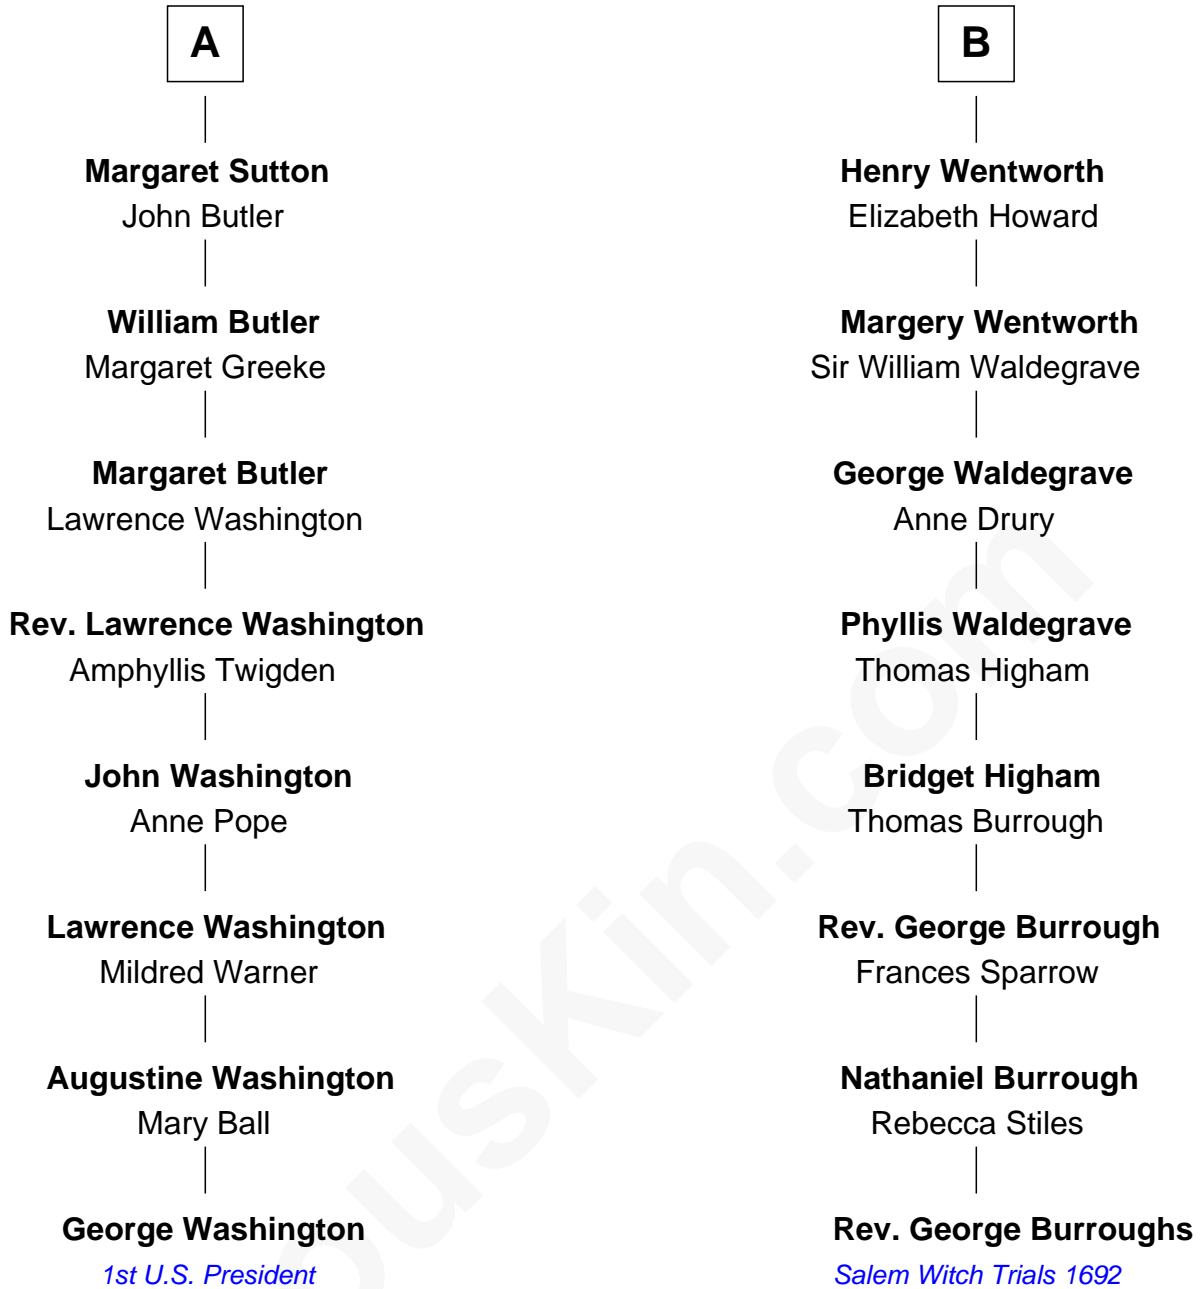 A
Margaret Sutton
John Butler
William Butler
Margaret Greeke
Margaret Butler
Lawrence Washington
Rev. Lawrence Washington
Amphyllis Twigden
John Washington
Anne Pope
Lawrence Washington
Mildred Warner
Augustine Washington
Mary Ball
George Washington
1st U.S. President
B
Henry Wentworth
Elizabeth Howard
Margery Wentworth
Sir William Waldegrave
George Waldegrave
Anne Drury
Phyllis Waldegrave
Thomas Higham
Bridget Higham
Thomas Burrough
Rev. George Burrough
Frances Sparrow
Nathaniel Burrough
Rebecca Stiles
Rev. George Burroughs
Salem Witch Trials 1692
ousKin.com